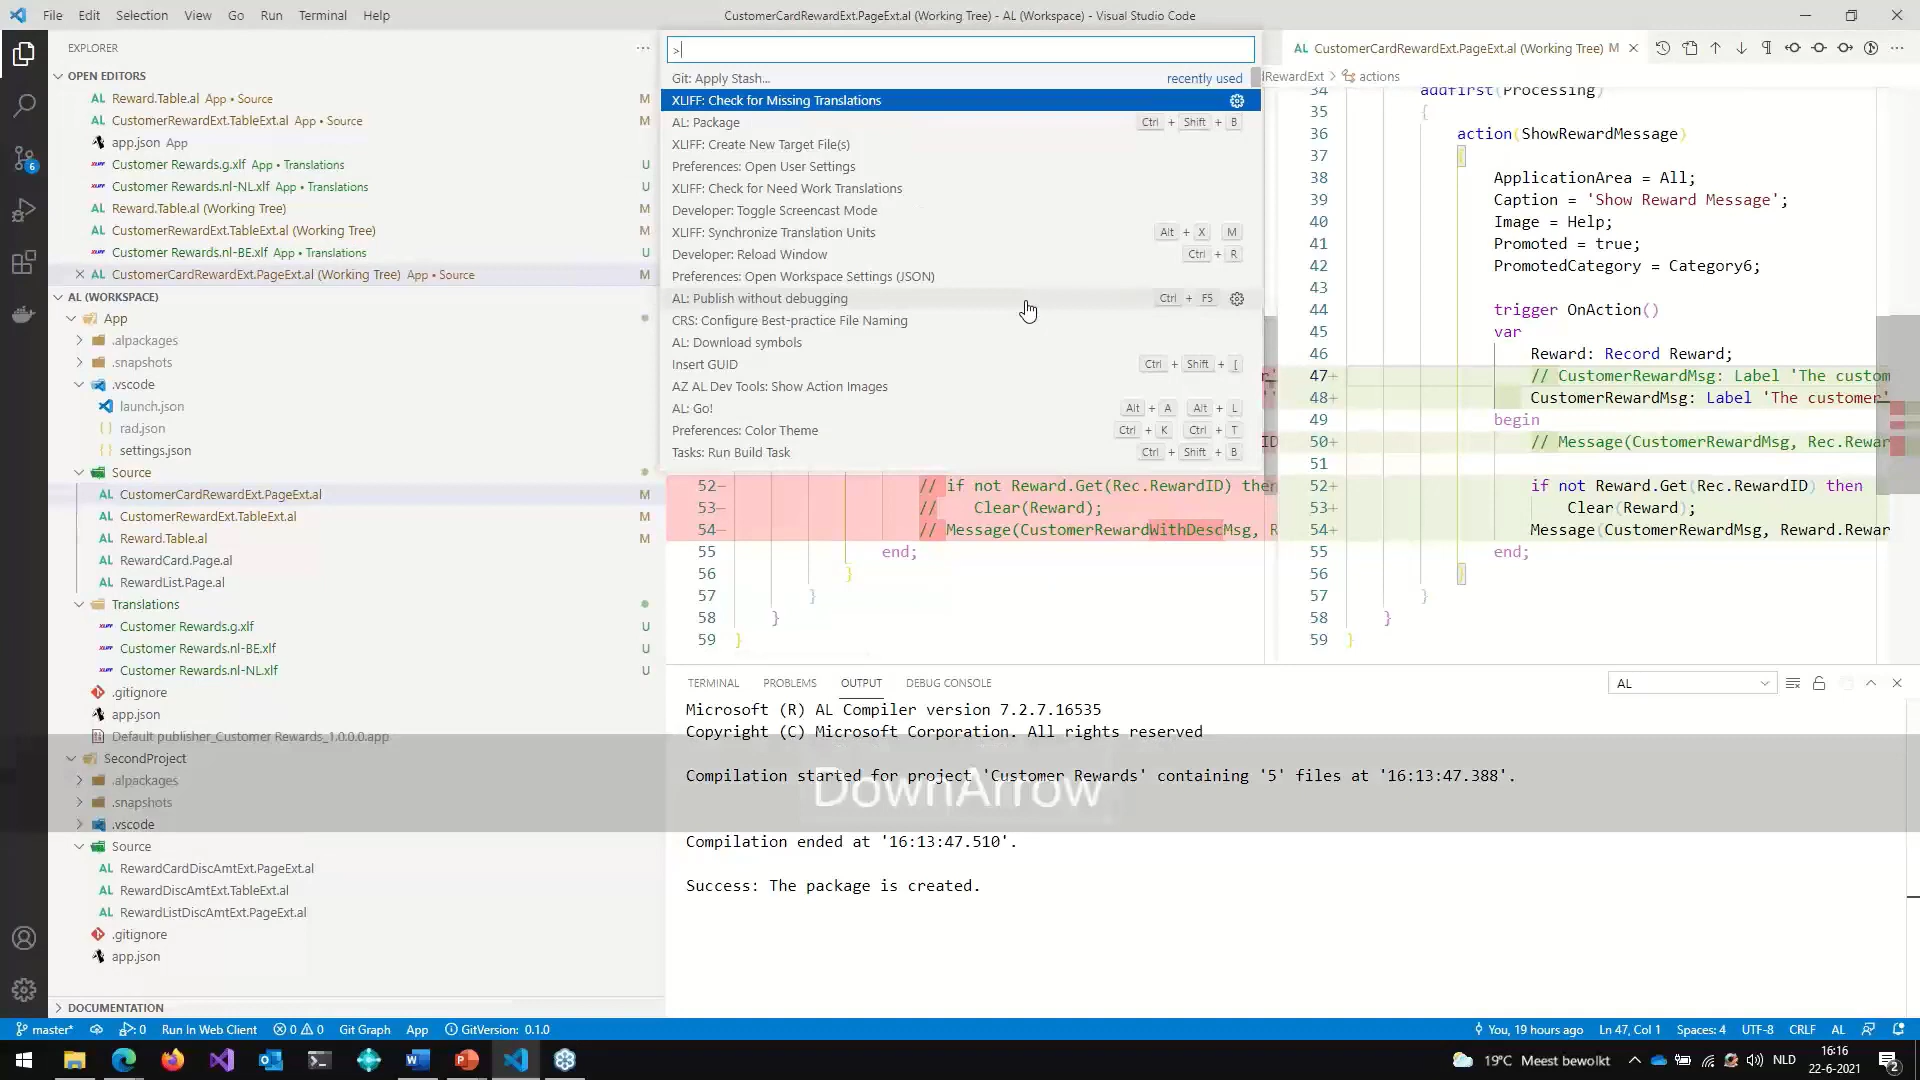 File Edit Selection View Go Run Terminal Help
CustomerCardRewardExt.PageExt.al (Working Tree) - AL (Workspace) - Visual Studio Code
EXPLORER
OPEN EDITORS
AL Reward.Table.al App • Source M
AL CustomerRewardExt.TableExt.al App • Source M
app.json App
Customer Rewards.g.xlf App • Translations U
Customer Rewards.nl-NL.xlf App • Translations U
AL Reward.Table.al (Working Tree) M
AL CustomerRewardExt.TableExt.al (Working Tree) M
Customer Rewards.nl-BE.xlf App • Translations U
AL CustomerCardRewardExt.PageExt.al (Working Tree) App • Source M
AL (WORKSPACE)
App
.alpackages
.snapshots
.vscode
launch.json
rad.json
settings.json
Source
AL CustomerCardRewardExt.PageExt.al M
AL CustomerRewardExt.TableExt.al M
AL Reward.Table.al M
AL RewardCard.Page.al
AL RewardList.Page.al
Translations
Customer Rewards.g.xlf U
Customer Rewards.nl-BE.xlf U
Customer Rewards.nl-NL.xlf U
.gitignore
app.json
Default publisher_Customer Rewards_1.0.0.0.app
SecondProject
.alpackages
.snapshots
.vscode
Source
AL RewardCardDiscAmtExt.PageExt.al
AL RewardDiscAmtExt.TableExt.al
AL RewardListDiscAmtExt.PageExt.al
.gitignore
app.json
DOCUMENTATION
>
Git: Apply Stash... recently used
XLIFF: Check for Missing Translations
AL: Package Ctrl + Shift + B
XLIFF: Create New Target File(s)
Preferences: Open User Settings
XLIFF: Check for Need Work Translations
Developer: Toggle Screencast Mode
XLIFF: Synchronize Translation Units Alt + X M
Developer: Reload Window Ctrl + R
Preferences: Open Workspace Settings (JSON)
AL: Publish without debugging Ctrl + F5
CRS: Configure Best-practice File Naming
AL: Download symbols
Insert GUID Ctrl + Shift + [
AZ AL Dev Tools: Show Action Images
AL: Go! Alt + A Alt + L
Preferences: Color Theme Ctrl + K Ctrl + T
Tasks: Run Build Task Ctrl + Shift + B
52- // if not Reward.Get(Rec.RewardID) then
53- // Clear(Reward);
54- // Message(CustomerRewardWithDescMsg, R
55 end;
56 }
57 }
58 }
59 }
AL CustomerCardRewardExt.PageExt.al (Working Tree) M
RewardExt > actions
34 addfirst(Processing)
35 {
36 action(ShowRewardMessage)
37 {
38 ApplicationArea = All;
39 Caption = 'Show Reward Message';
40 Image = Help;
41 Promoted = true;
42 PromotedCategory = Category6;
43
44 trigger OnAction()
45 var
46 Reward: Record Reward;
47+ // CustomerRewardMsg: Label 'The custom
48+ CustomerRewardMsg: Label 'The customer'
49 begin
50+ // Message(CustomerRewardMsg, Rec.Rewar
51
52+ if not Reward.Get(Rec.RewardID) then
53+ Clear(Reward);
54+ Message(CustomerRewardMsg, Reward.Rewar
55 end;
56 }
57 }
58 }
59 }
TERMINAL PROBLEMS OUTPUT DEBUG CONSOLE AL
Microsoft (R) AL Compiler version 7.2.7.16535
Copyright (C) Microsoft Corporation. All rights reserved
Compilation started for project 'Customer Rewards' containing '5' files at '16:13:47.388'.
DownArrow
Compilation ended at '16:13:47.510'.
Success: The package is created.
master* 0 Run In Web Client 0 0 Git Graph App GitVersion: 0.1.0 You, 19 hours ago Ln 47, Col 1 Spaces: 4 UTF-8 CRLF AL
19°C Meest bewolkt NLD 16:16
22-6-2021
2
6